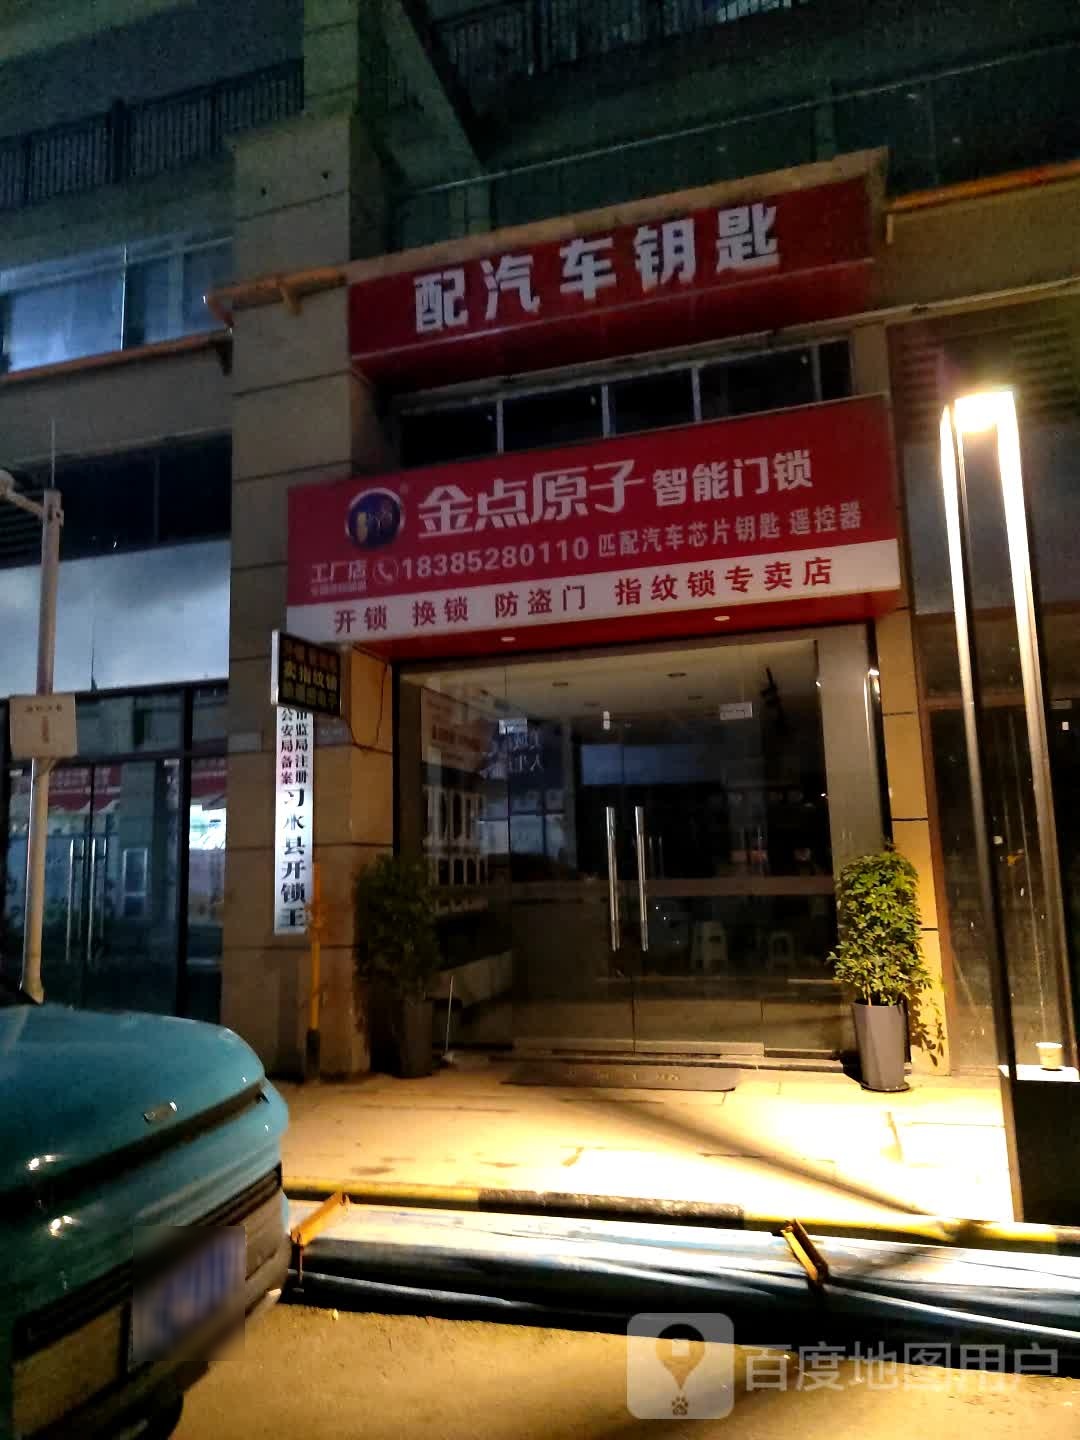 配汽车钥匙
金点原子 智能门锁
工厂店 18385280110 匹配汽车芯片钥匙 遥控器
开锁 换锁 防盗门 指纹锁专卖店
卖指纹锁
市监局注册
公安局备案
习水县开锁王
百度地图用户